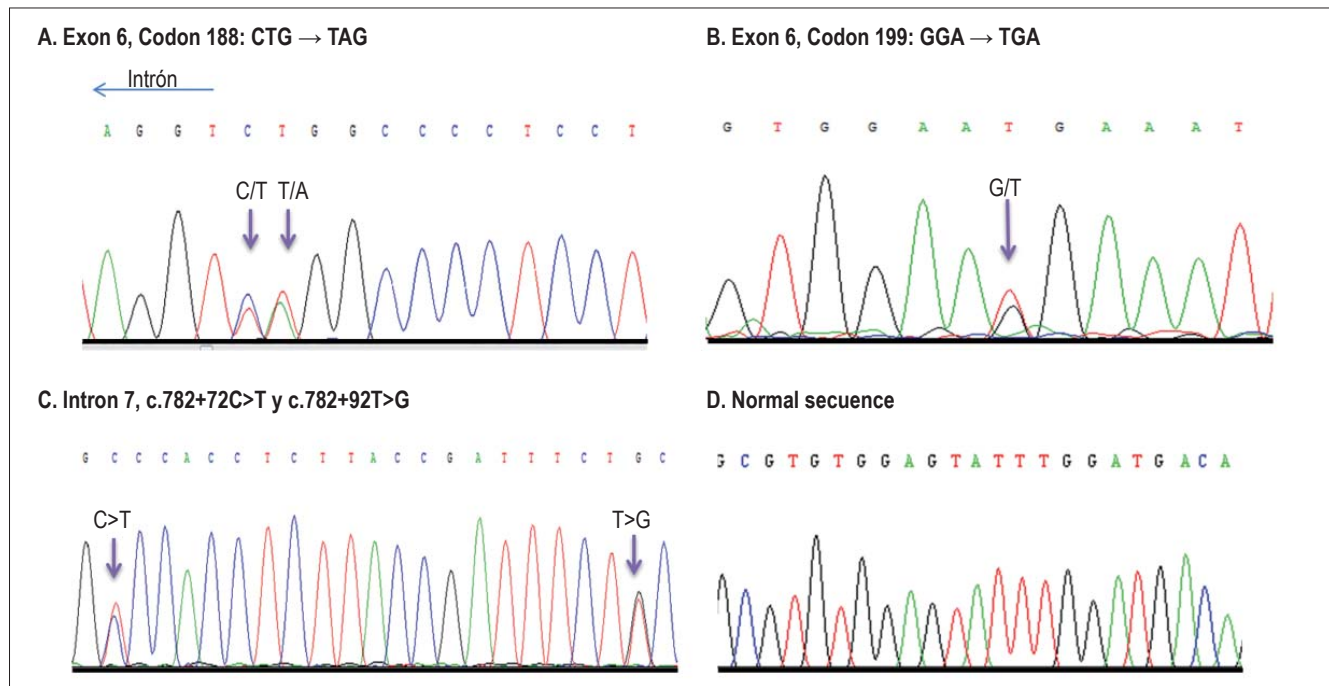 A. Exon 6, Codon 188: CTG → TAG
Intrón
A G G T C T G G C C C C T C C T
C/T T/A
B. Exon 6, Codon 199: GGA → TGA
G T G G A A T G A A A T
G/T
C. Intron 7, c.782+72C>T y c.782+92T>G
G C C C A C C T C T T A C C G A T T T C T G C
C>T T>G
D. Normal secuence
G C G T G T G G A G T A T T T G G A T G A C A